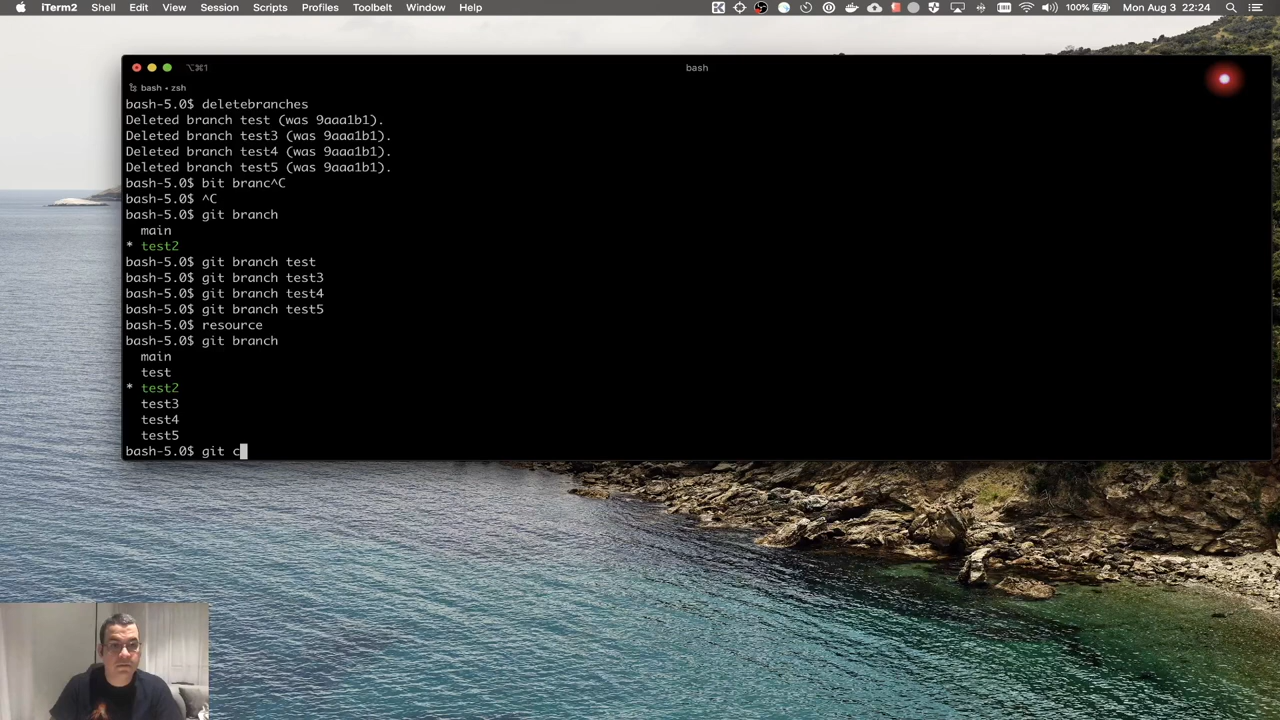 iTerm2 Shell Edit View Session Scripts Profiles Toolbelt Window Help 100% Mon Aug 3 22:24
⌥⌘1 bash
bash • zsh
bash-5.0$ deletebranches
Deleted branch test (was 9aaa1b1).
Deleted branch test3 (was 9aaa1b1).
Deleted branch test4 (was 9aaa1b1).
Deleted branch test5 (was 9aaa1b1).
bash-5.0$ bit branc^C
bash-5.0$ ^C
bash-5.0$ git branch
main
* test2
bash-5.0$ git branch test
bash-5.0$ git branch test3
bash-5.0$ git branch test4
bash-5.0$ git branch test5
bash-5.0$ resource
bash-5.0$ git branch
main
test
* test2
test3
test4
test5
bash-5.0$ git c